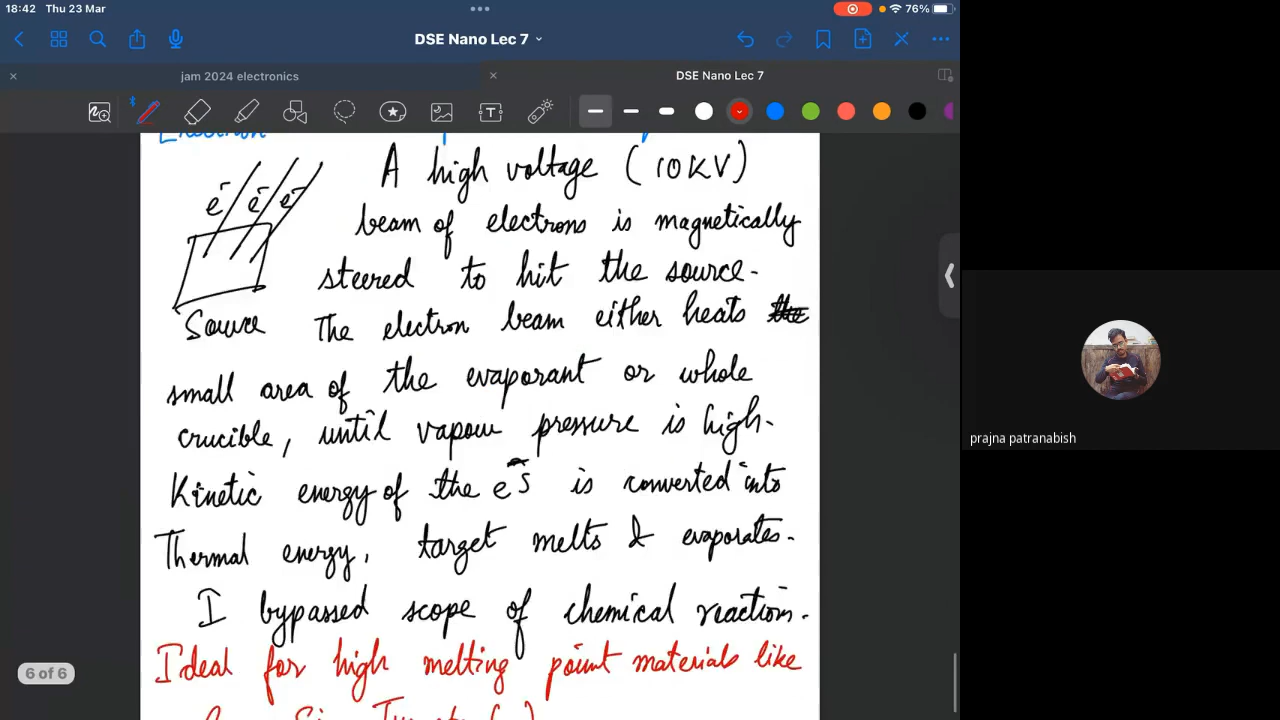 18:42 Thu 23 Mar
76%
DSE Nano Lec 7
jam 2024 electronics
DSE Nano Lec 7
Electron
A high voltage (10KV)
e⁻ e⁻ e⁻
beam of electrons is magnetically
steered to hit the source.
Source The electron beam either heats the
small area of the evaporant or whole
crucible, until vapour pressure is high.
Kinetic energy of the e⁻s is converted into
Thermal energy, target melts & evaporates.
I bypassed scope of chemical reaction.
Ideal for high melting point materials like
prajna patranabish
6 of 6